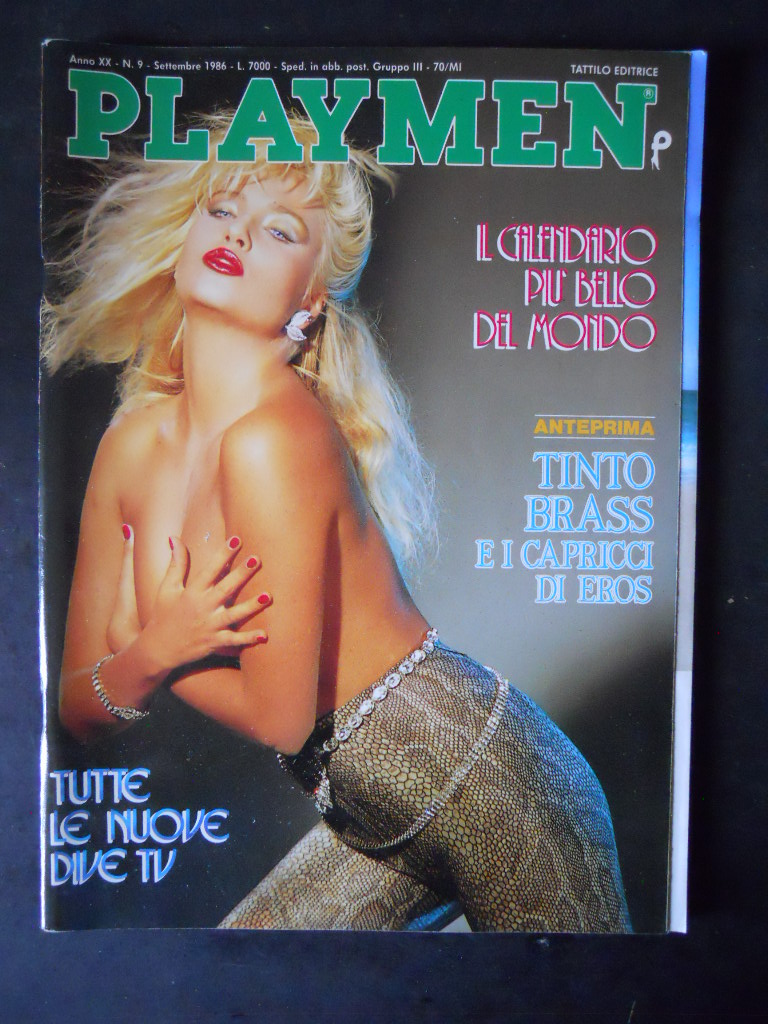 Anno XX - N. 9 - Settembre 1986 - L. 7000 - Sped. in abb. post. Gruppo III - 70/MI
TATTILO EDITRICE
PLAYMEN®
IL CALENDARIO
PIU' BELLO
DEL MONDO
ANTEPRIMA
TINTO
BRASS
E I CAPRICCI
DI EROS
TUTTE
LE NUOVE
DIVE TV